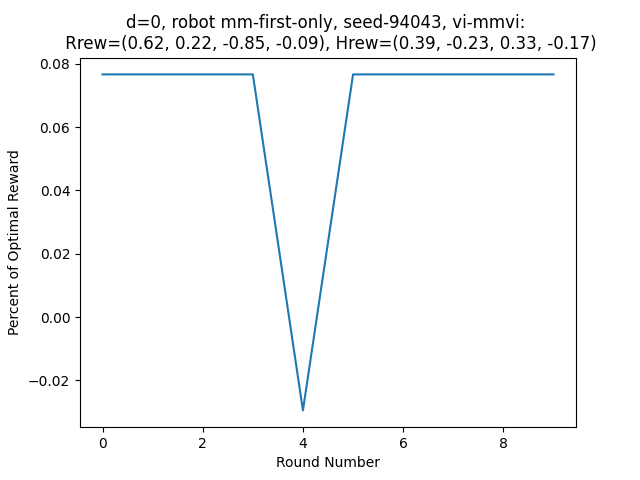 d=0, robot mm-first-only, seed-94043, vi-mmvi:
Rrew=(0.62, 0.22, -0.85, -0.09), Hrew=(0.39, -0.23, 0.33, -0.17)
0.08
0.06
0.04
0.02
0.00
−0.02
Percent of Optimal Reward
0 2 4 6 8
Round Number